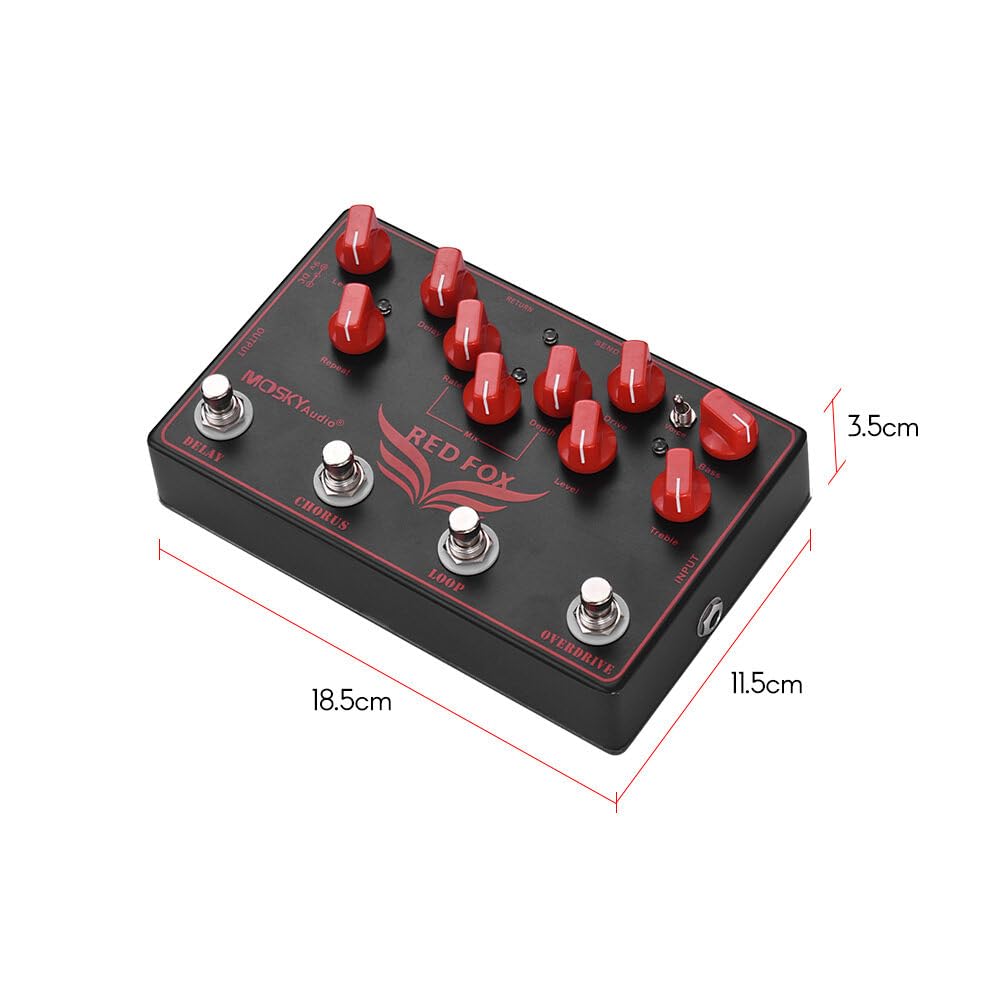 9V DC
RETURN
SEND
Delay
Repeat
OUTPUT
Rate
Mix
Depth
Drive
Voice
Bass
Level
Treble
INPUT
MOSKY Audio®
RED FOX
DELAY
CHORUS
LOOP
OVERDRIVE
3.5cm
11.5cm
18.5cm